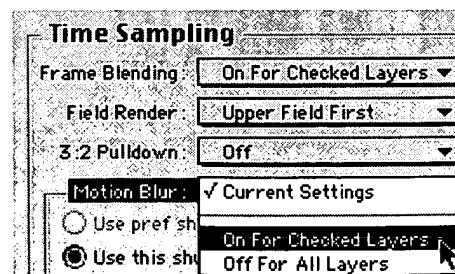 Time Sampling
Frame Blending: On For Checked Layers
Field Render: Upper Field First
3:2 Pulldown: Off
Motion Blur: ✓ Current Settings
Use pref sh
On For Checked Layers
Use this shu
Off For All Layers